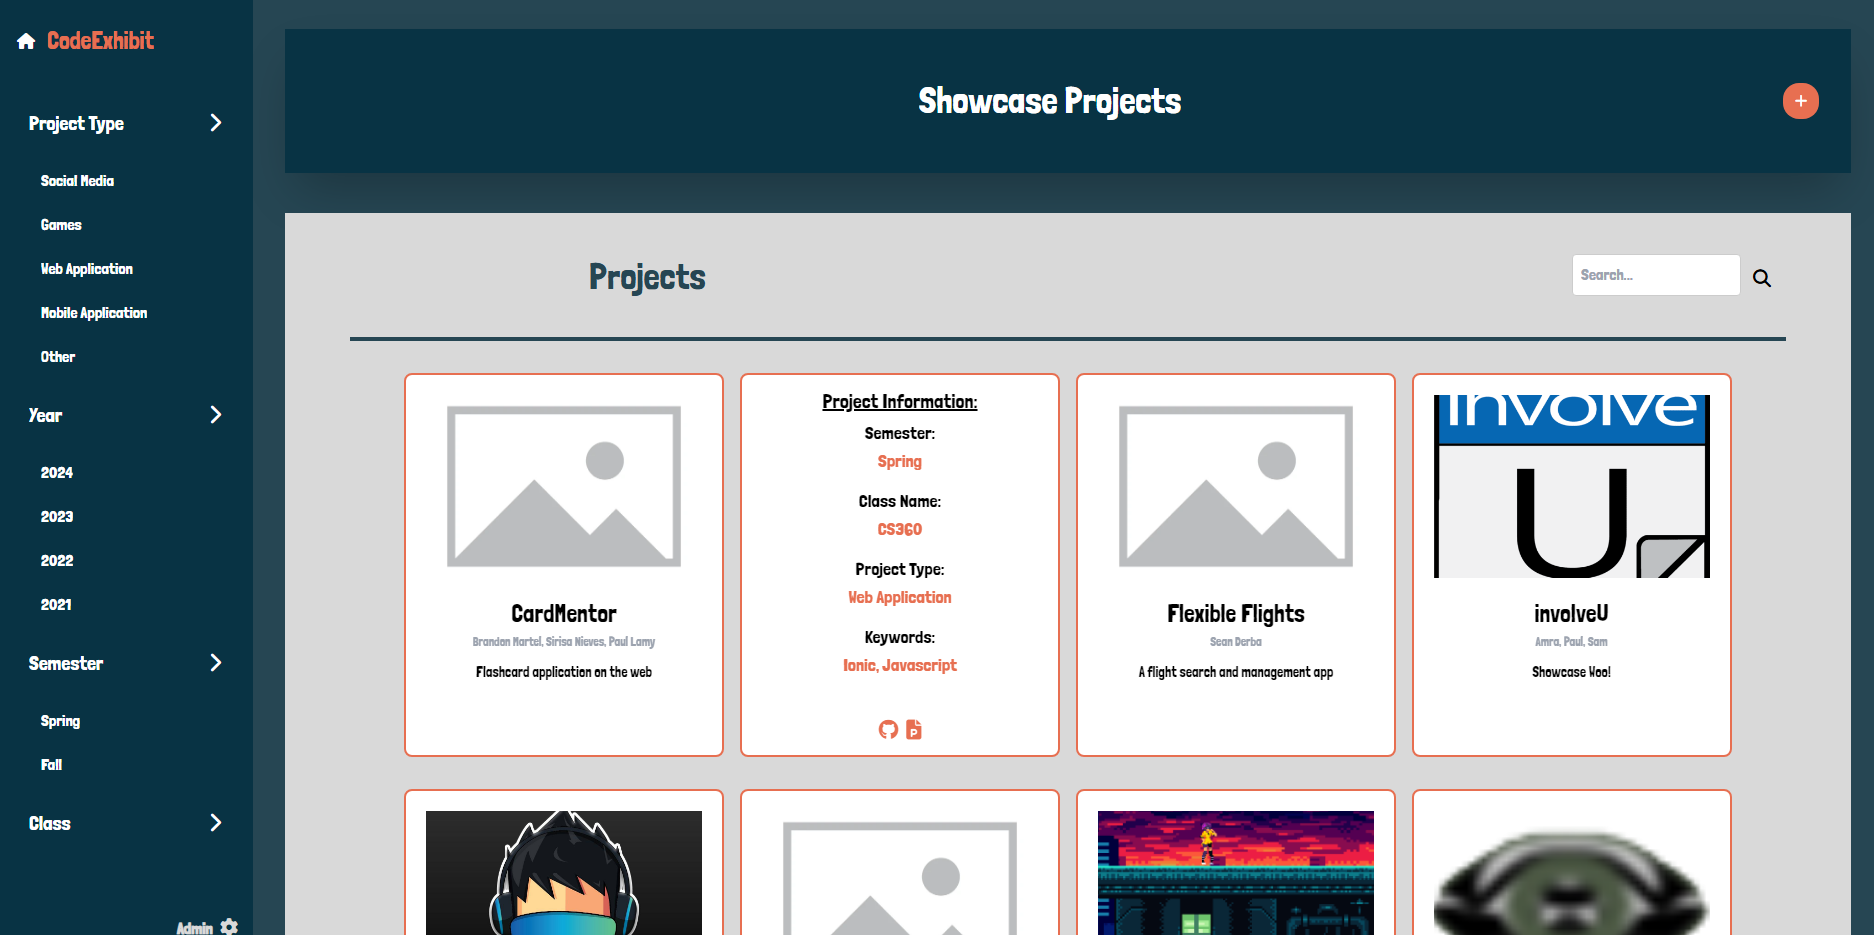 CodeExhibit
Project Type
Social Media
Games
Web Application
Mobile Application
Other
Year
2024
2023
2022
2021
Semester
Spring
Fall
Class
Admin
Showcase Projects
+
Projects
Search...
CardMentor
Brandon Martel, Sirisa Nieves, Paul Lamy
Flashcard application on the web
Project Information:
Semester:
Spring
Class Name:
CS360
Project Type:
Web Application
Keywords:
Ionic, Javascript
P
Flexible Flights
Sean Derba
A flight search and management app
involve
U
involveU
Amra, Paul, Sam
Showcase Woo!